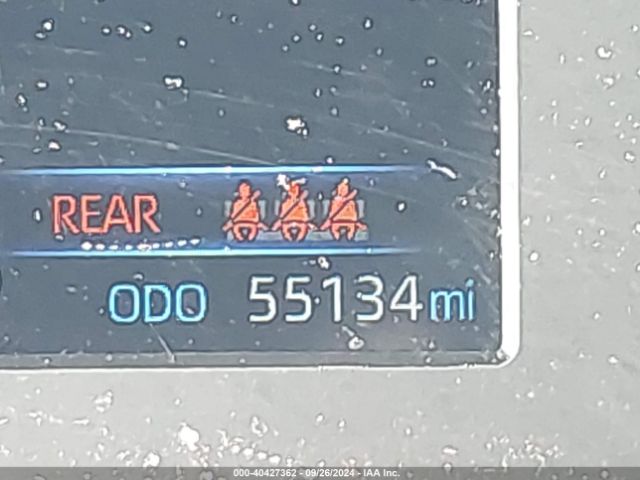 REAR
ODO 55134 mi
000-40427362 - 09/26/2024 - IAA Inc.